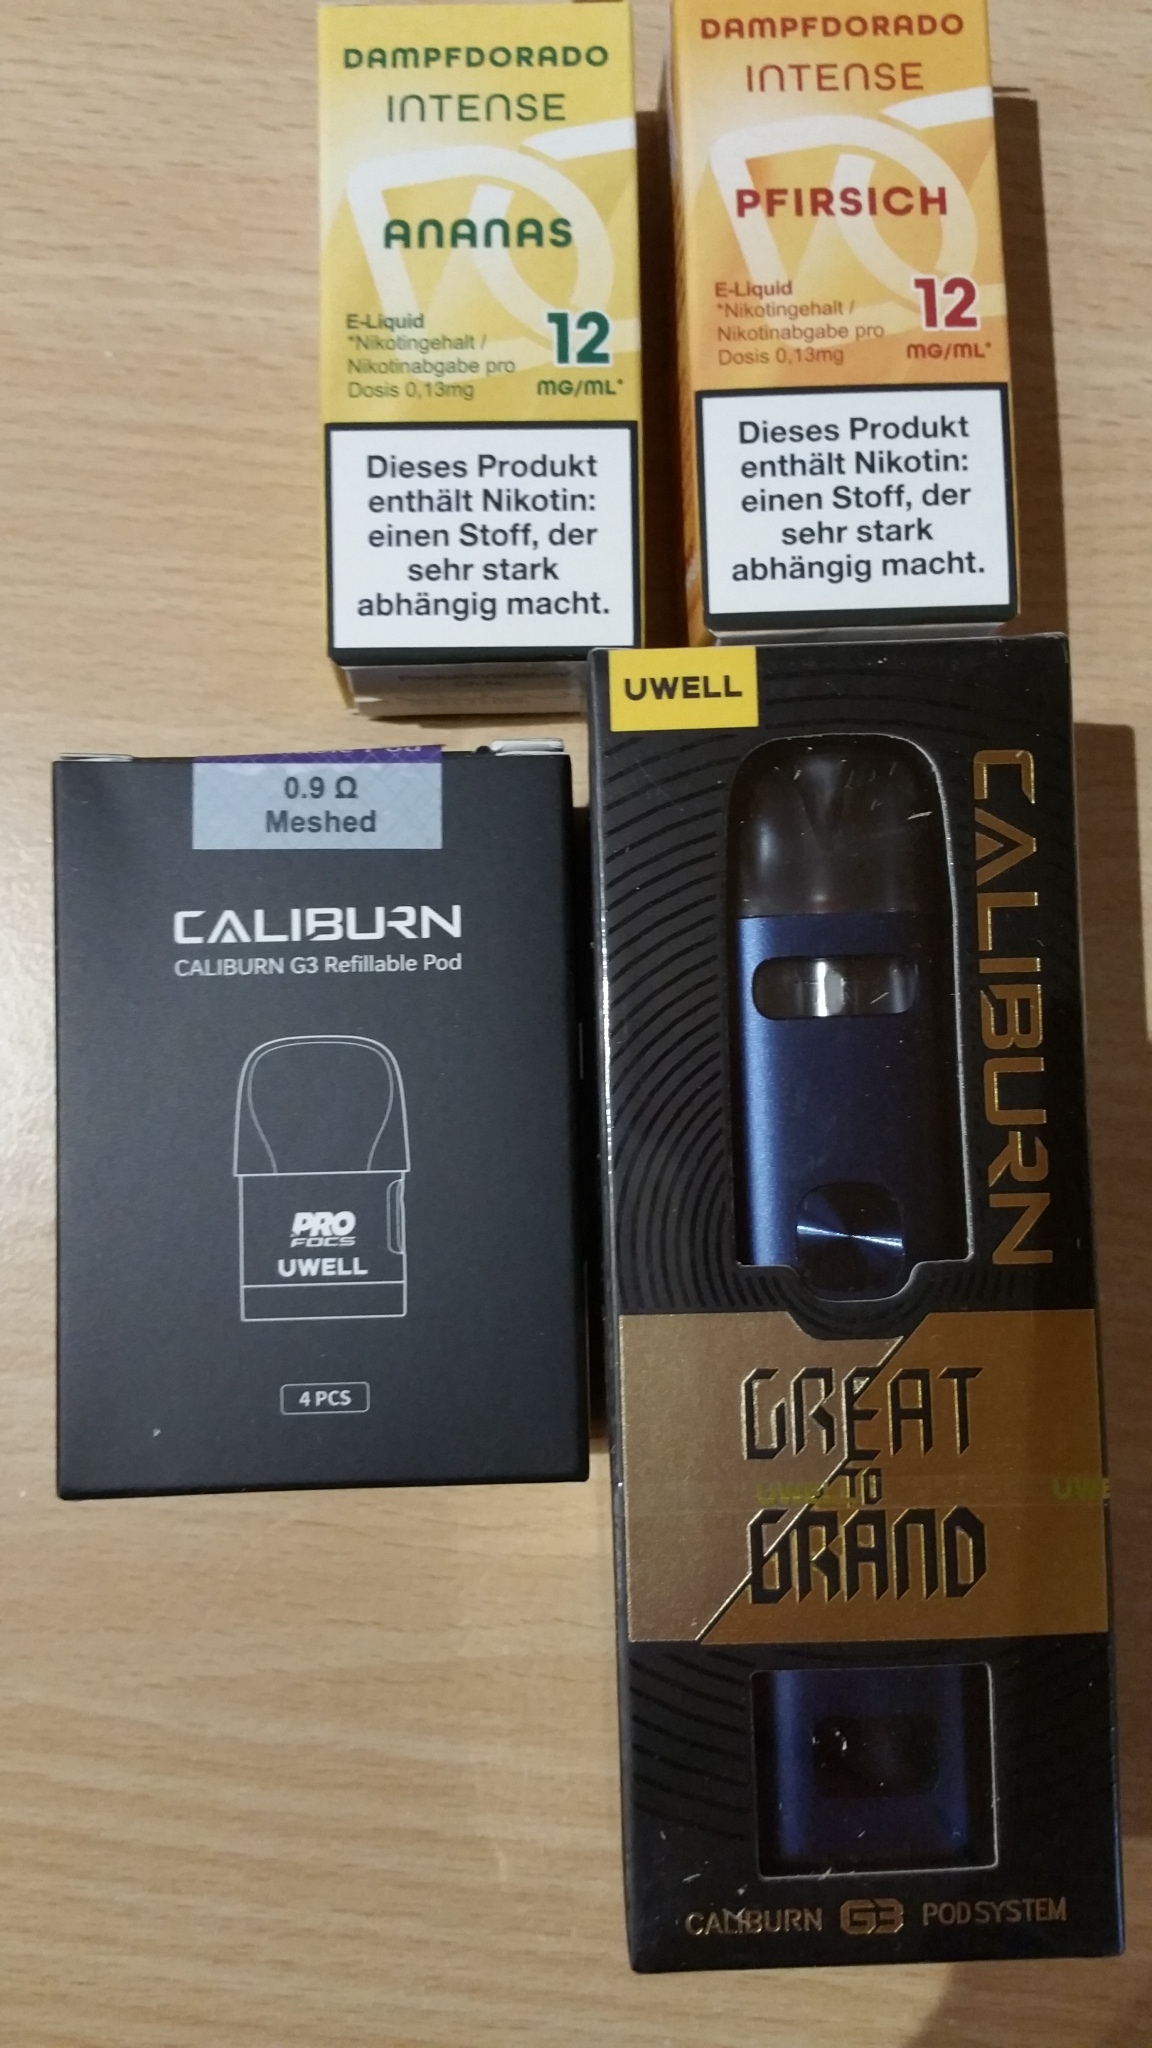 DAMPFDORADO
INTENSE
ANANAS
E-Liquid
*Nikotingehalt /
Nikotinabgabe pro
Dosis 0,13mg
12
MG/ML*
Dieses Produkt
enthält Nikotin:
einen Stoff, der
sehr stark
abhängig macht.
DAMPFDORADO
INTENSE
PFIRSICH
E-Liquid
*Nikotingehalt /
Nikotinabgabe pro
Dosis 0,13mg
12
MG/ML*
Dieses Produkt
enthält Nikotin:
einen Stoff, der
sehr stark
abhängig macht.
0.9 Ω
Meshed
CALIBURN
CALIBURN G3 Refillable Pod
PRO
FOCS
UWELL
4 PCS
UWELL
CALIBURN
GREAT
TO
GRAND
UWELL
CALIBURN G3 POD SYSTEM